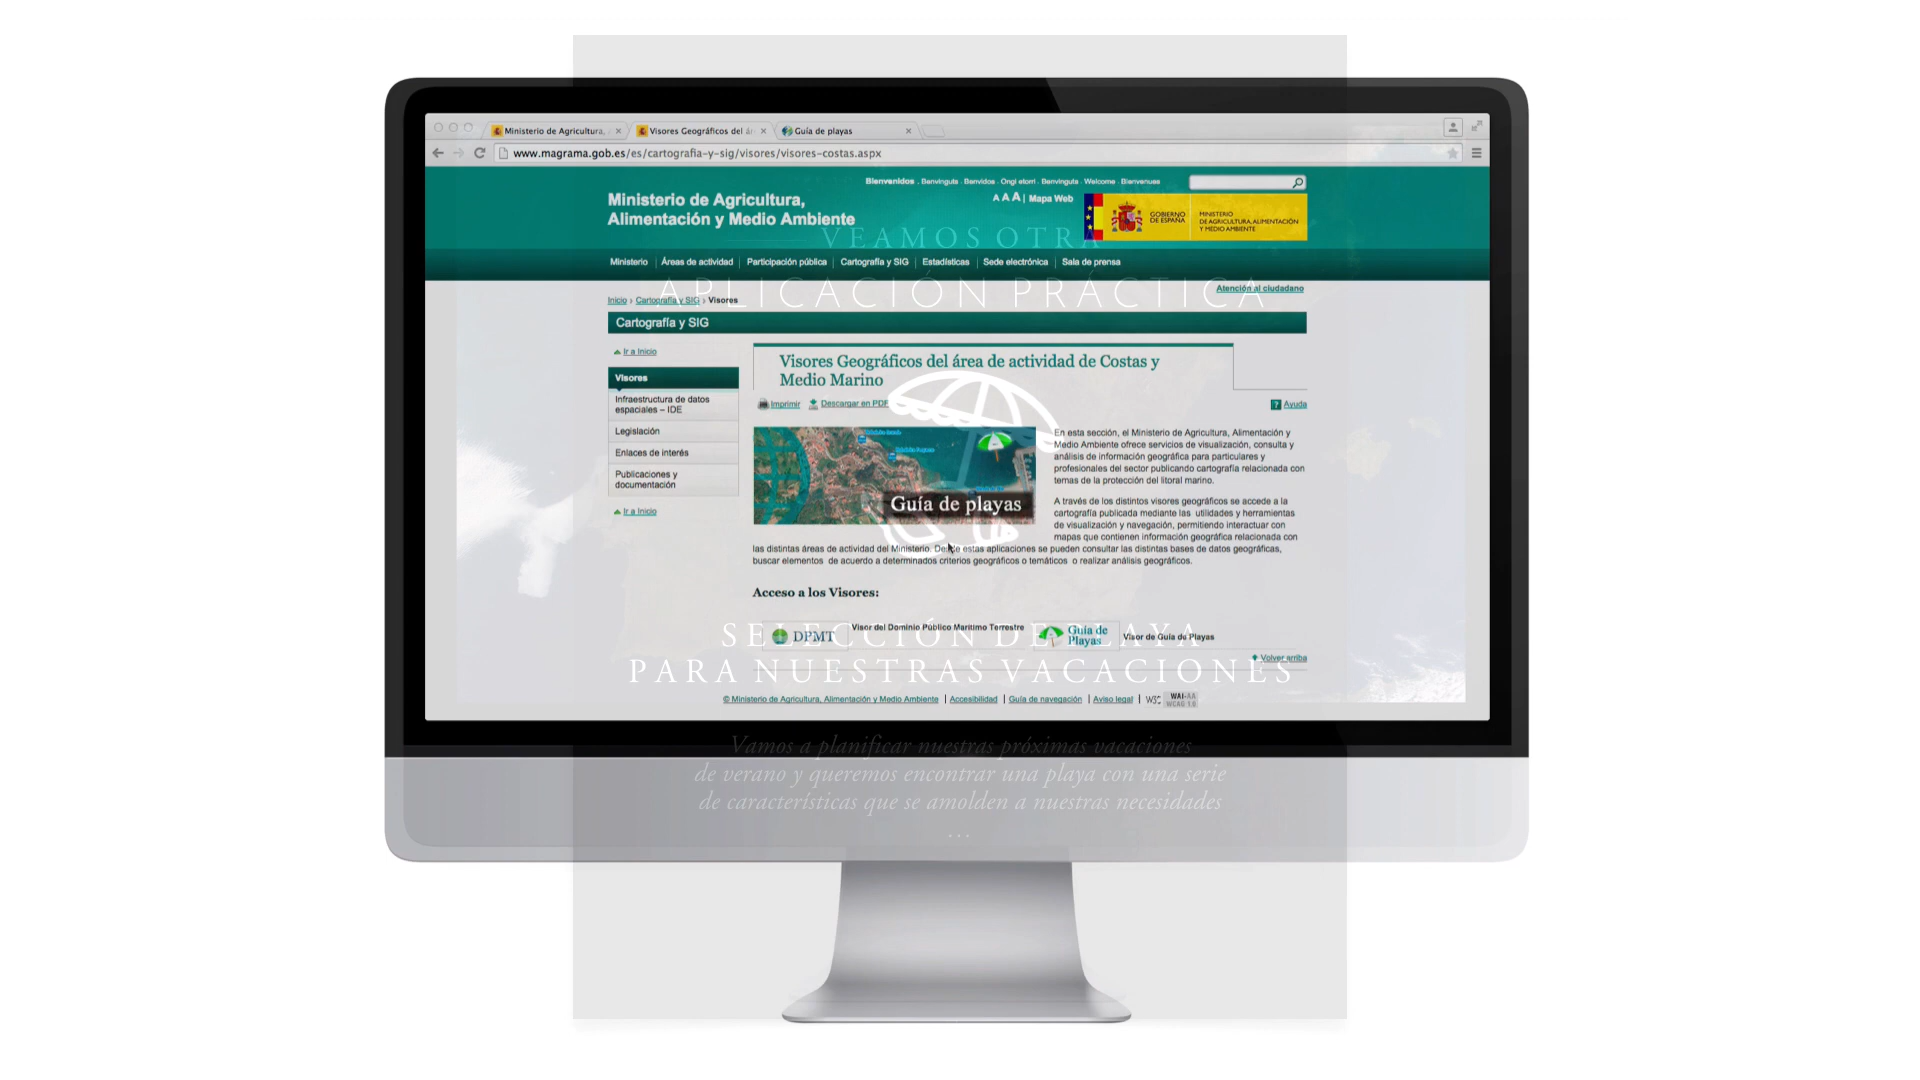 Ministerio de Agricultura,
Visores Geográficos del ár
Guía de playas
www.magrama.gob.es/es/cartografia-y-sig/visores/visores-costas.aspx
Bienvenidos . Benvinguts . Benvidos . Ongi etorri . Benvinguts . Welcome . Bienvenues
Ministerio de Agricultura,
Alimentación y Medio Ambiente
A A A | Mapa Web
GOBIERNO
DE ESPAÑA
MINISTERIO
DE AGRICULTURA, ALIMENTACIÓN
Y MEDIO AMBIENTE
VEAMOS OTRA
Ministerio
Áreas de actividad
Participación pública
Cartografía y SIG
Estadísticas
Sede electrónica
Sala de prensa
APLICACIÓN PRÁCTICA
Atención al ciudadano
Inicio › Cartografía y SIG › Visores
Cartografía y SIG
Ir a Inicio
Visores
Infraestructura de datos
espaciales – IDE
Legislación
Enlaces de interés
Publicaciones y
documentación
Ir a Inicio
Visores Geográficos del área de actividad de Costas y
Medio Marino
Imprimir
Descargar en PDF
Ayuda
Guía de playas
En esta sección, el Ministerio de Agricultura, Alimentación y
Medio Ambiente ofrece servicios de visualización, consulta y
análisis de información geográfica para particulares y
profesionales del sector publicando cartografía relacionada con
temas de la protección del litoral marino.
A través de los distintos visores geográficos se accede a la
cartografía publicada mediante las utilidades y herramientas
de visualización y navegación, permitiendo interactuar con
mapas que contienen información geográfica relacionada con
las distintas áreas de actividad del Ministerio. Desde estas aplicaciones se pueden consultar las distintas bases de datos geográficas,
buscar elementos de acuerdo a determinados criterios geográficos o temáticos o realizar análisis geográficos.
Acceso a los Visores:
DPMT
Visor del Dominio Público Marítimo Terrestre
Guía de
Playas
Visor de Guía de Playas
SELECCIÓN DE PLAYA
PARA NUESTRAS VACACIONES
Volver arriba
© Ministerio de Agricultura, Alimentación y Medio Ambiente | Accesibilidad | Guía de navegación | Aviso legal | W3C WAI-AA
WCAG 1.0
Vamos a planificar nuestras próximas vacaciones
de verano y queremos encontrar una playa con una serie
de características que se amolden a nuestras necesidades
...